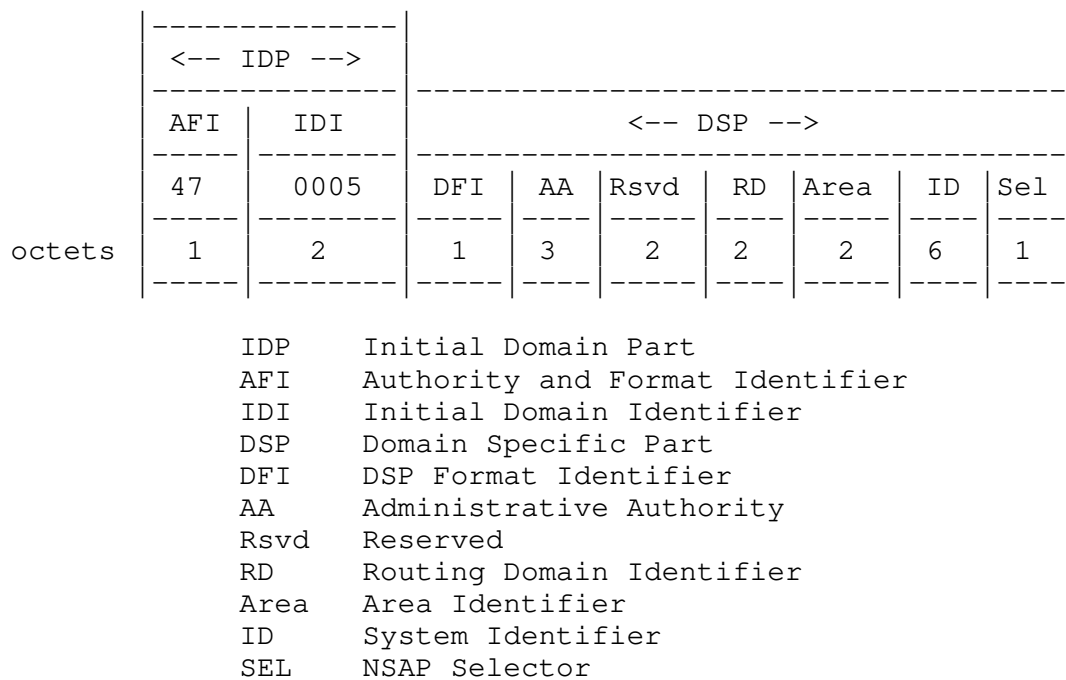 |--------------|
| <-- IDP --> |
|--------------|-------------------------------------
| AFI | IDI | <-- DSP -->
|-----|--------|-------------------------------------
| 47 | 0005 | DFI | AA |Rsvd | RD |Area | ID |Sel
|-----|--------|-----|----|-----|----|-----|----|----
octets | 1 | 2 | 1 | 3 | 2 | 2 | 2 | 6 | 1
|-----|--------|-----|----|-----|----|-----|----|----
IDP Initial Domain Part
AFI Authority and Format Identifier
IDI Initial Domain Identifier
DSP Domain Specific Part
DFI DSP Format Identifier
AA Administrative Authority
Rsvd Reserved
RD Routing Domain Identifier
Area Area Identifier
ID System Identifier
SEL NSAP Selector